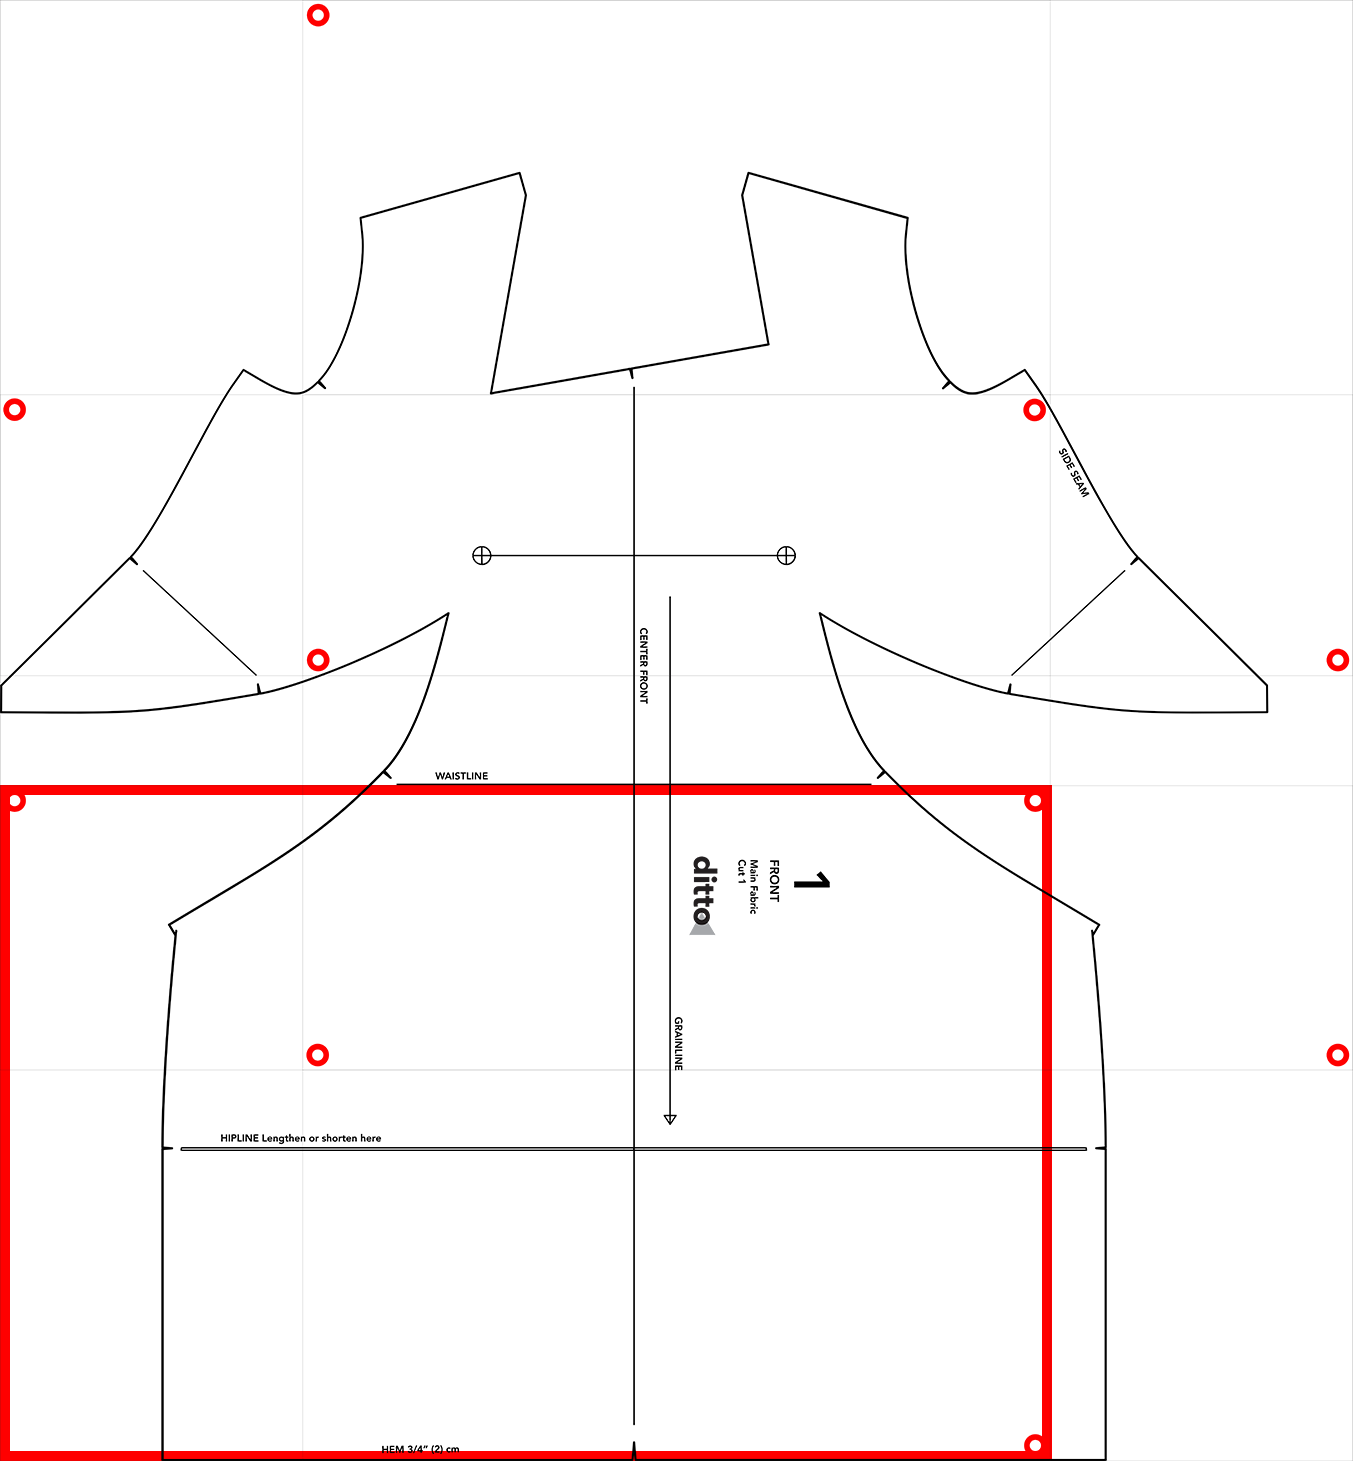 SIDE SEAM
CENTER FRONT
WAISTLINE
1
FRONT
Main Fabric
Cut 1
ditto
GRAINLINE
HIPLINE Lengthen or shorten here
HEM 3/4” (2) cm